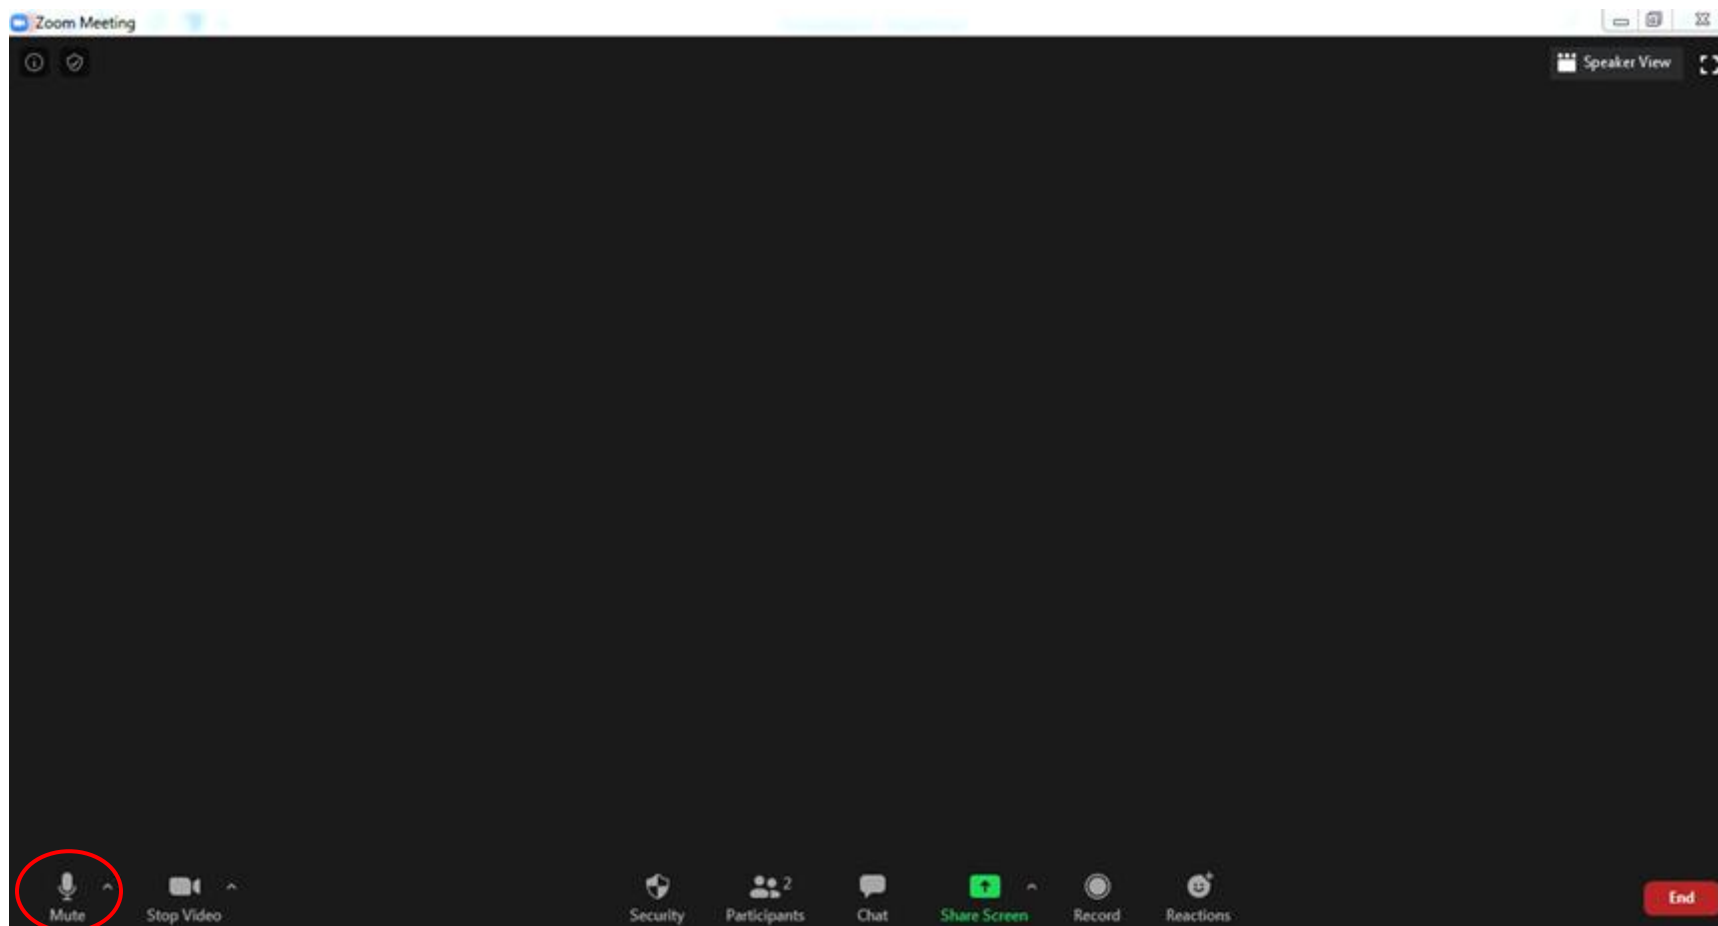 Zoom Meeting
Speaker View
Mute
Stop Video
Security
Participants
2
Chat
Share Screen
Record
Reactions
End